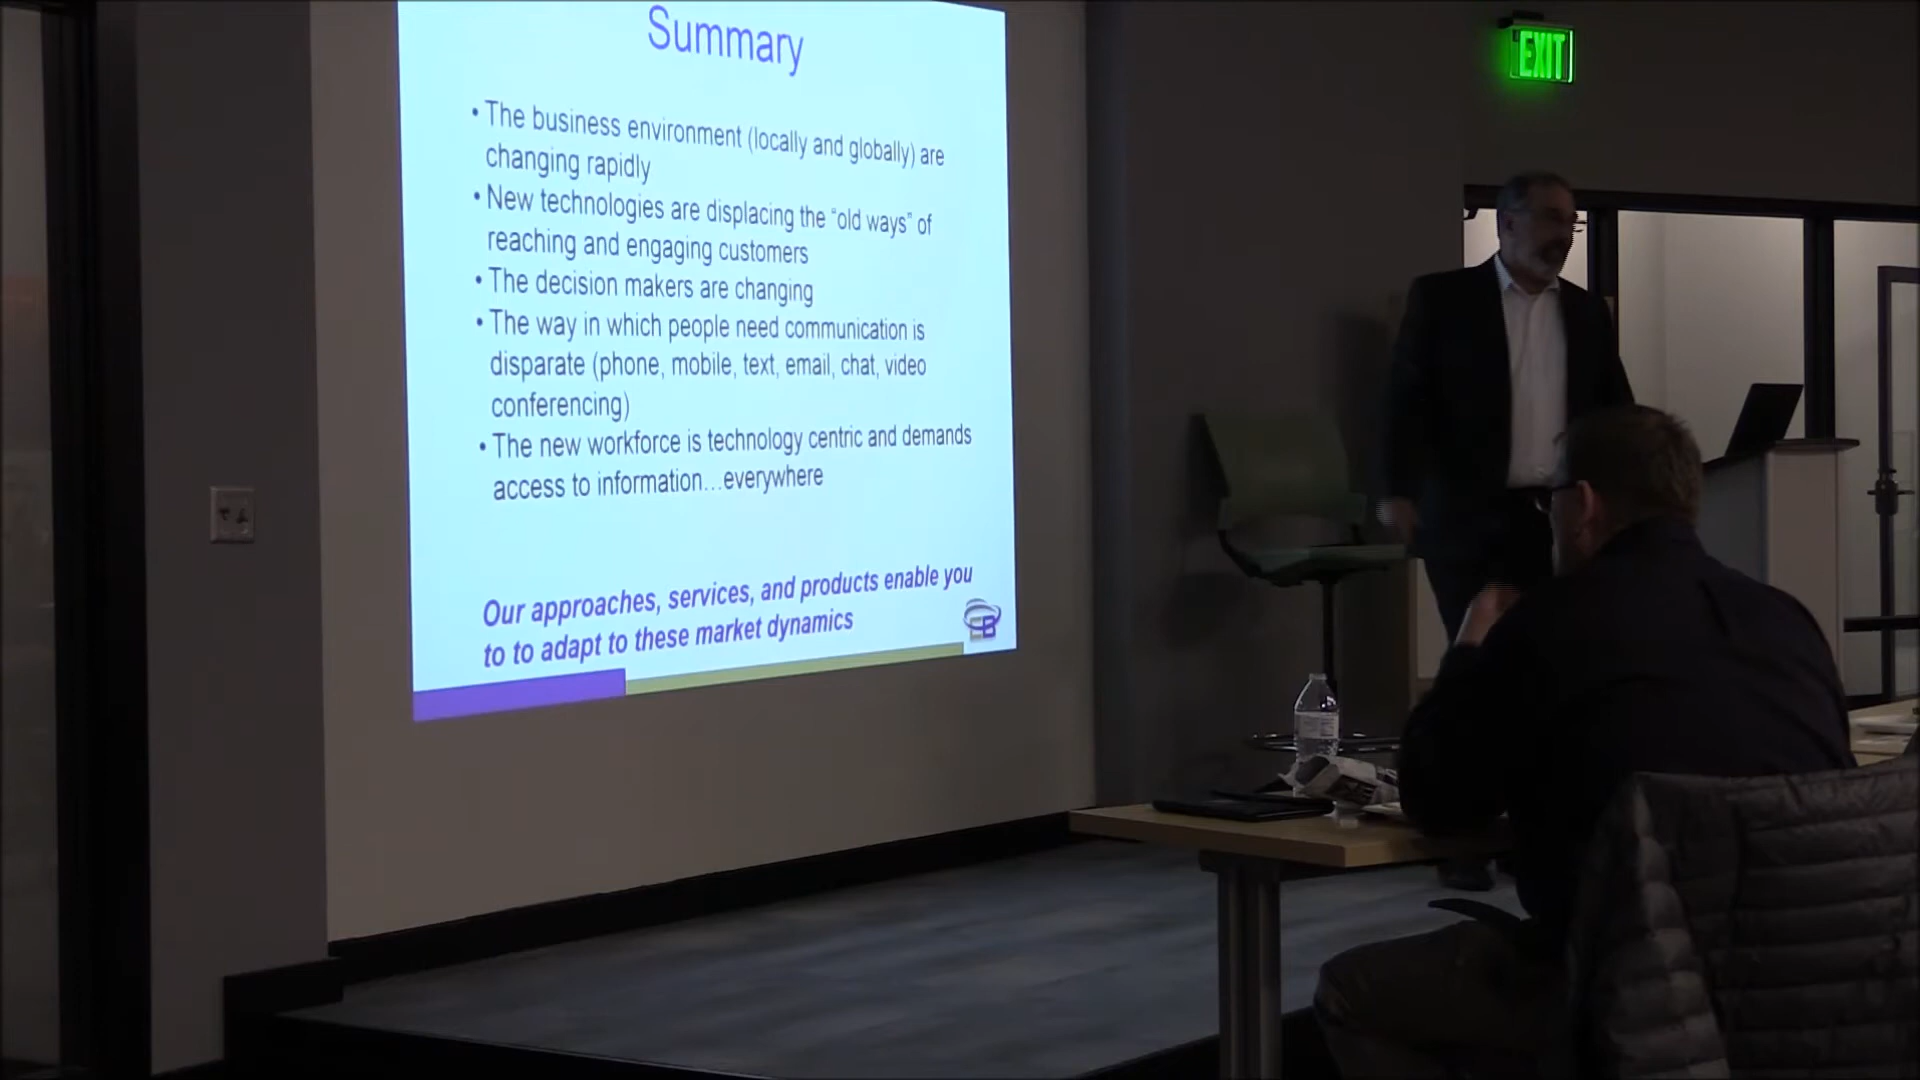 Summary
• The business environment (locally and globally) are
changing rapidly
• New technologies are displacing the “old ways” of
reaching and engaging customers
• The decision makers are changing
• The way in which people need communication is
disparate (phone, mobile, text, email, chat, video
conferencing)
• The new workforce is technology centric and demands
access to information...everywhere
Our approaches, services, and products enable you
to to adapt to these market dynamics
EB
EXIT